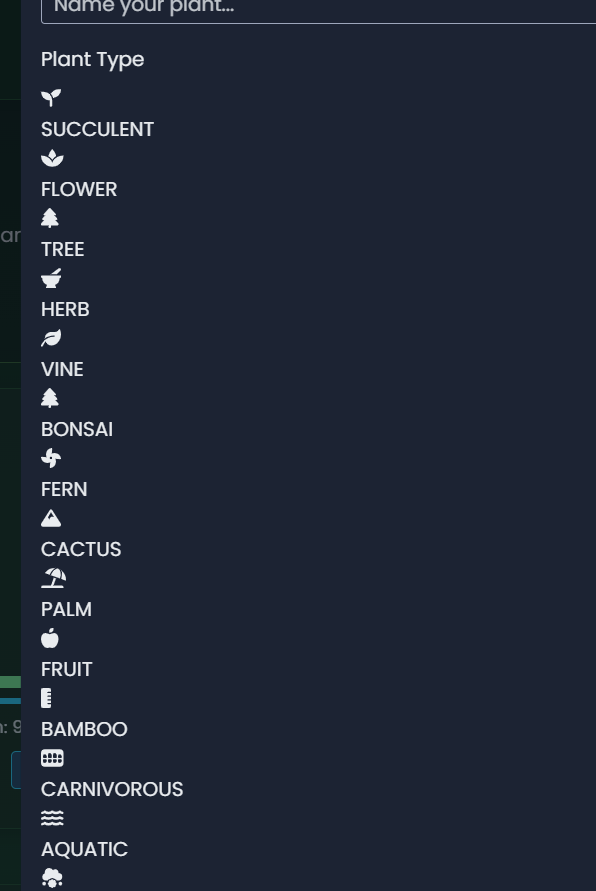 Name your plant...
Plant Type
SUCCULENT
FLOWER
ar
TREE
HERB
VINE
BONSAI
FERN
CACTUS
PALM
FRUIT
n: 9
BAMBOO
CARNIVOROUS
AQUATIC